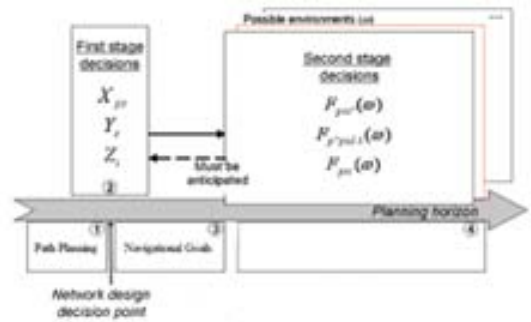 Possible environments (ω)
...
First stage
decisions
Second stage
decisions
Y
Z
(ω)
(ω)
(ω)
Must be
anticipated
②
Planning horizon
①
③
④
Path Planning
Navigational Goals
Network design
decision point